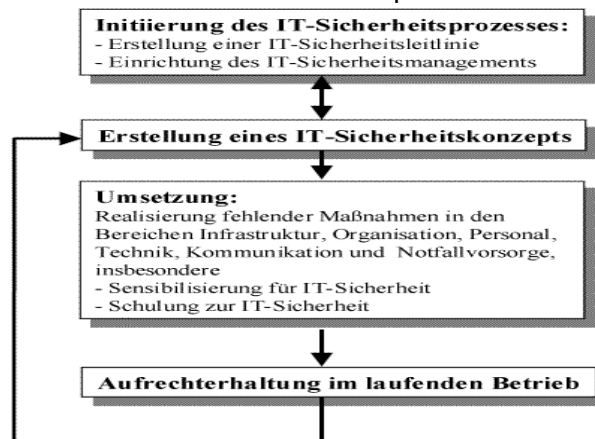 Initiierung des IT-Sicherheitsprozesses:
- Erstellung einer IT-Sicherheitsleitlinie
- Einrichtung des IT-Sicherheitsmanagements
Erstellung eines IT-Sicherheitskonzepts
Umsetzung:
Realisierung fehlender Maßnahmen in den
Bereichen Infrastruktur, Organisation, Personal,
Technik, Kommunikation und Notfallvorsorge,
insbesondere
- Sensibilisierung für IT-Sicherheit
- Schulung zur IT-Sicherheit
Aufrechterhaltung im laufenden Betrieb